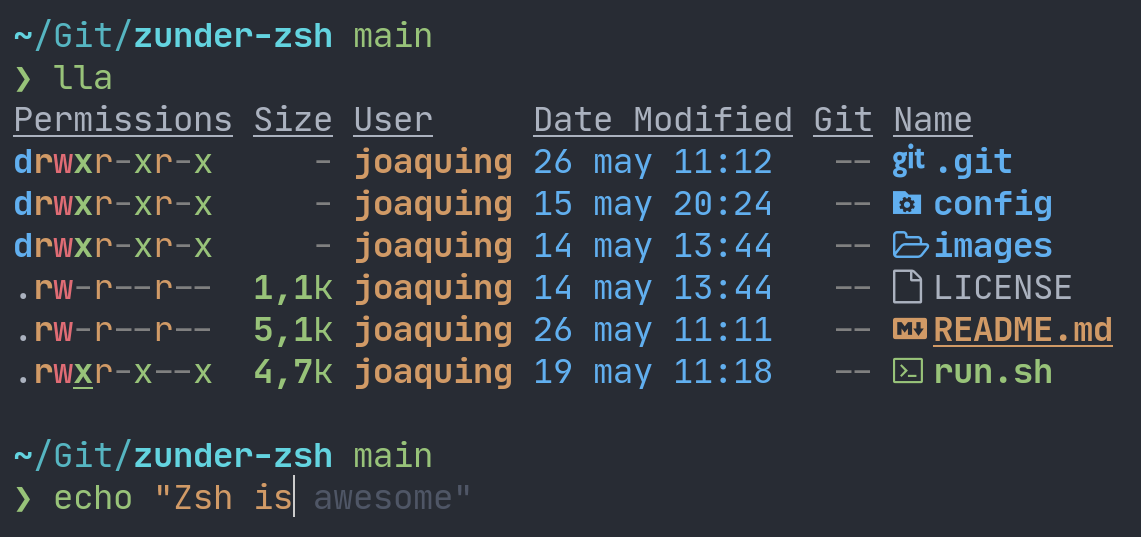 ~/Git/zunder-zsh main
❯ lla
Permissions Size User     Date Modified Git Name
drwxr-xr-x     - joaquing 26 may 11:12   -- git .git
drwxr-xr-x     - joaquing 15 may 20:24   -- config
drwxr-xr-x     - joaquing 14 may 13:44   -- images
.rw-r--r--  1,1k joaquing 14 may 13:44   -- LICENSE
.rw-r--r--  5,1k joaquing 26 may 11:11   -- M README.md
.rwxr-x--x  4,7k joaquing 19 may 11:18   -- run.sh
~/Git/zunder-zsh main
❯ echo "Zsh is awesome"